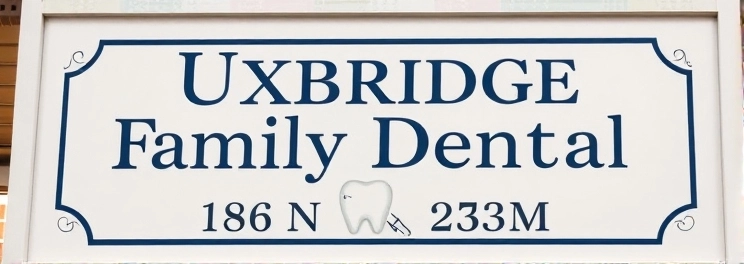 UXBRIDGE
Family Dental
186 N 233M